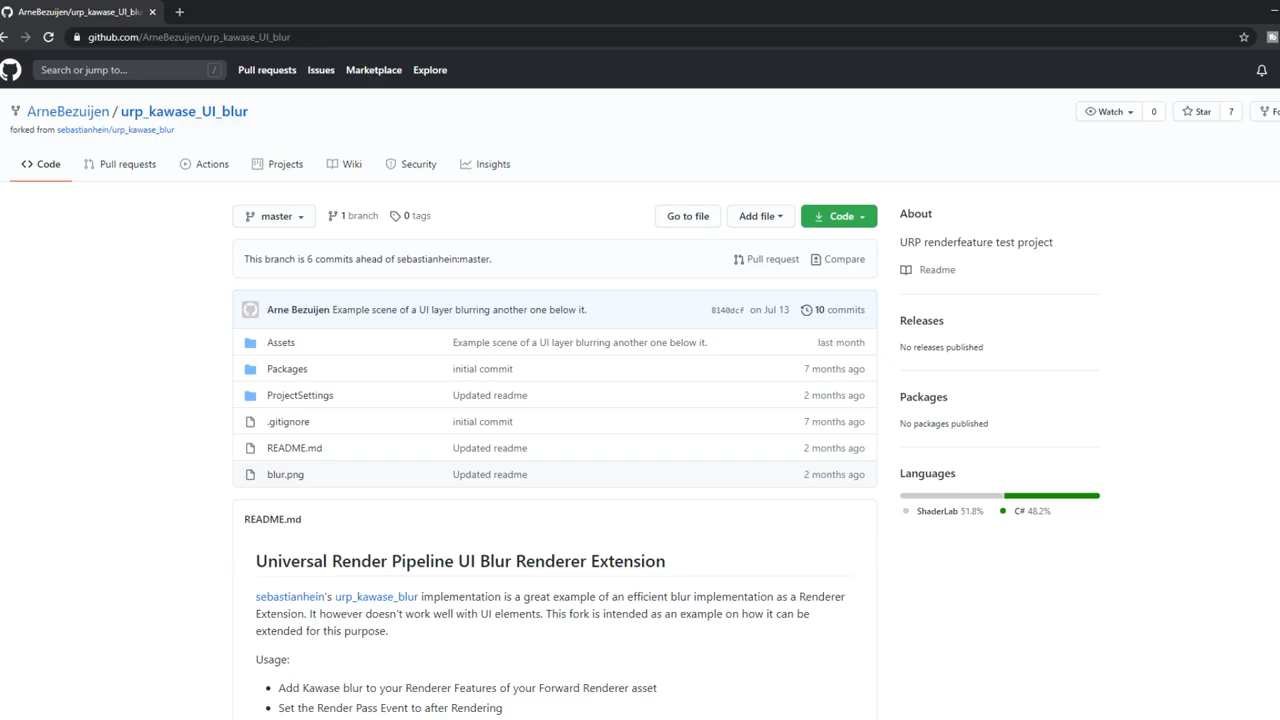 ArneBezuijen/urp_kawase_UI_blu
github.com/ArneBezuijen/urp_kawase_UI_blur
Search or jump to... /
Pull requests Issues Marketplace Explore
ArneBezuijen / urp_kawase_UI_blur
forked from sebastianhein/urp_kawase_blur
Watch 0 Star 7 Fo
Code Pull requests Actions Projects Wiki Security Insights
master 1 branch 0 tags
Go to file Add file Code
This branch is 6 commits ahead of sebastianhein:master.
Pull request Compare
Arne Bezuijen Example scene of a UI layer blurring another one below it. 8140dcf on Jul 13 10 commits
Assets Example scene of a UI layer blurring another one below it. last month
Packages initial commit 7 months ago
ProjectSettings Updated readme 2 months ago
.gitignore initial commit 7 months ago
README.md Updated readme 2 months ago
blur.png Updated readme 2 months ago
README.md
Universal Render Pipeline UI Blur Renderer Extension
sebastianhein's urp_kawase_blur implementation is a great example of an efficient blur implementation as a Renderer
Extension. It however doesn't work well with UI elements. This fork is intended as an example on how it can be
extended for this purpose.
Usage:
Add Kawase blur to your Renderer Features of your Forward Renderer asset
Set the Render Pass Event to after Rendering
About
URP renderfeature test project
Readme
Releases
No releases published
Packages
No packages published
Languages
ShaderLab 51.8% C# 48.2%